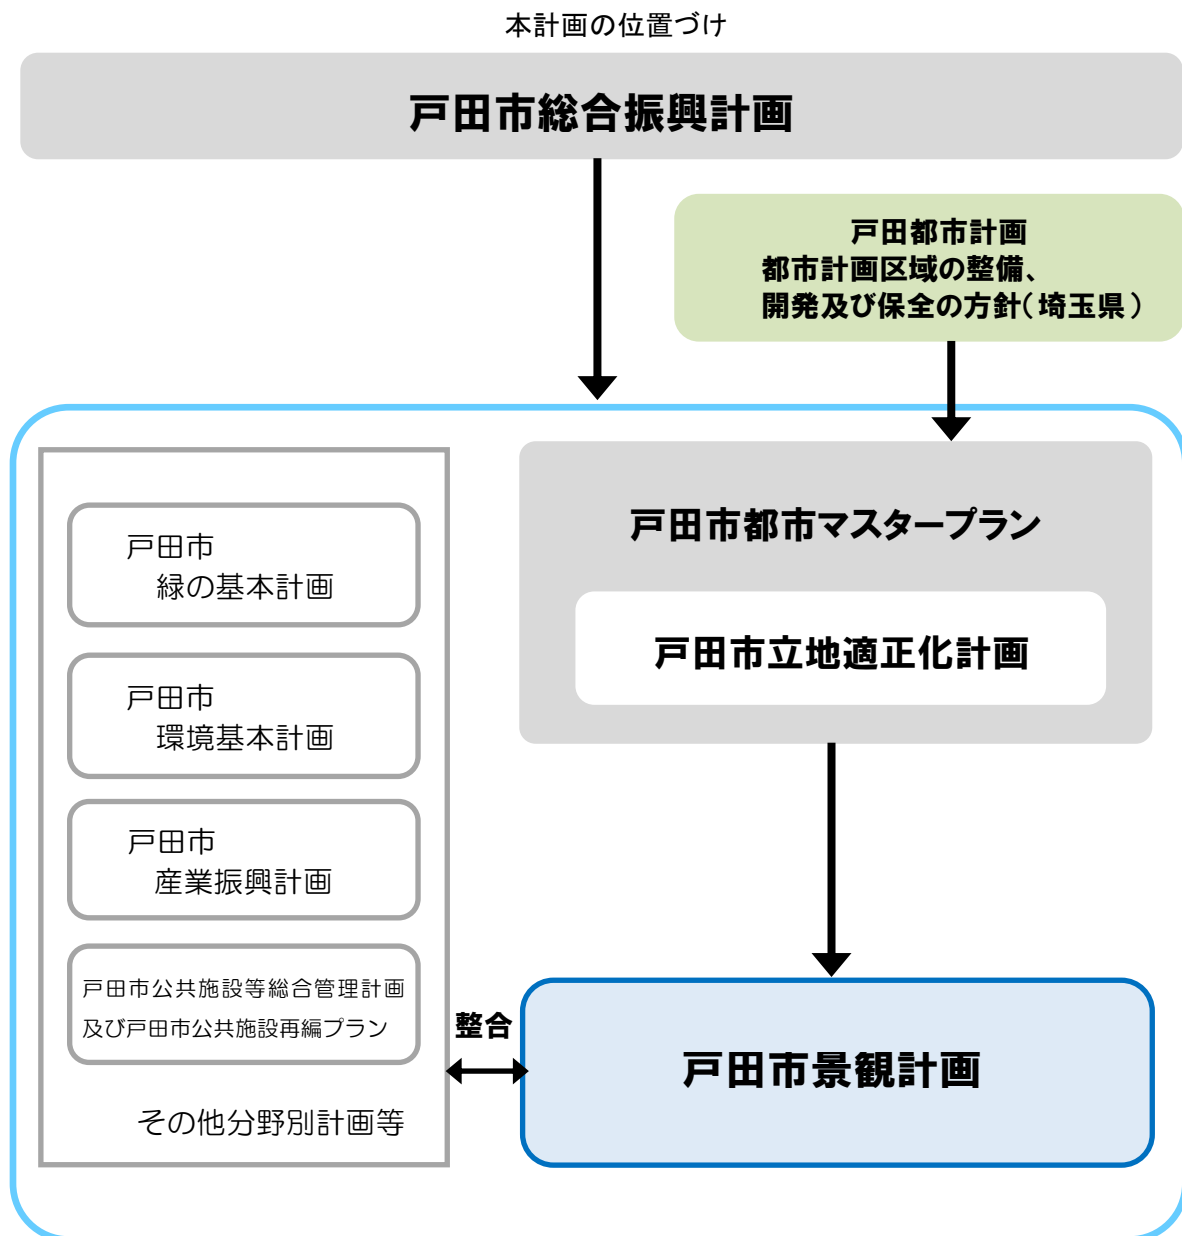 本計画の位置づけ
戸田市総合振興計画
戸田都市計画
都市計画区域の整備、
開発及び保全の方針（埼玉県）
戸田市都市マスタープラン
戸田市立地適正化計画
戸田市
緑の基本計画
戸田市
環境基本計画
戸田市
産業振興計画
戸田市公共施設等総合管理計画
及び戸田市公共施設再編プラン
その他分野別計画等
整合
戸田市景観計画